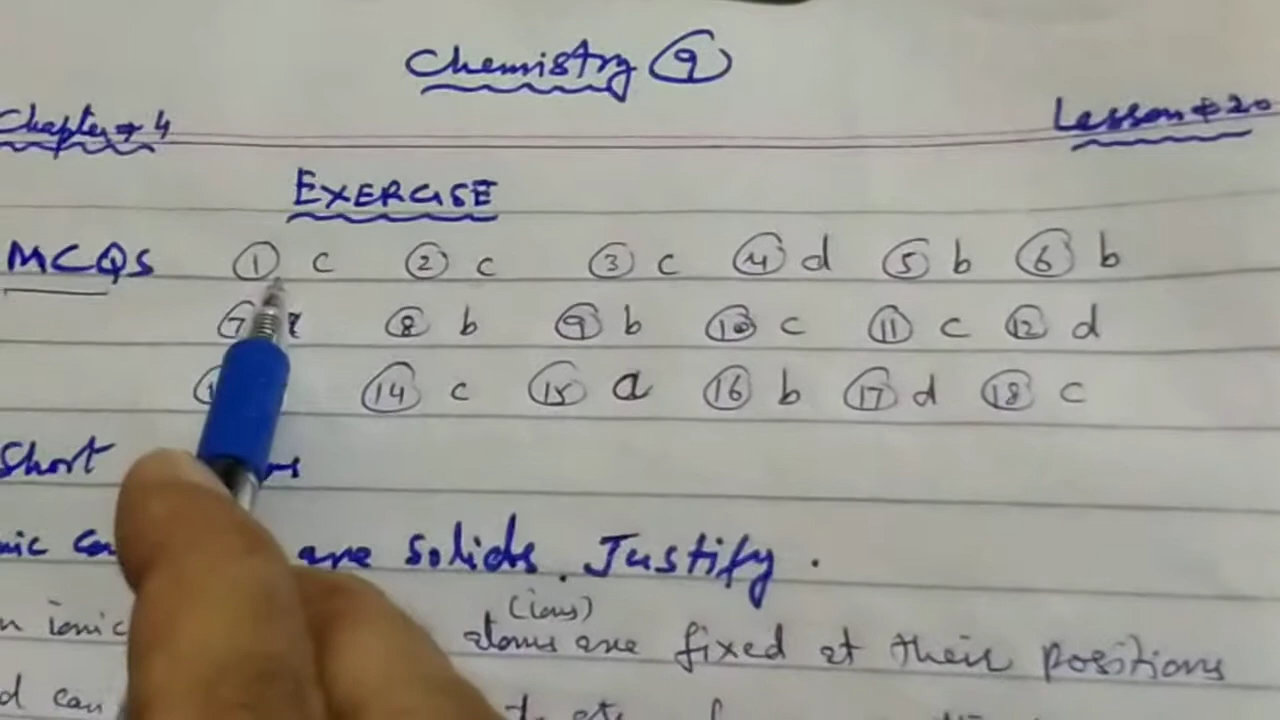 Chemistry 9
Chapter # 4 Lesson # 20
EXERCISE
MCQS 1 c 2 c 3 c 4 d 5 b 6 b
7 8 b 9 b 10 c 11 c 12 d
14 c 15 a 16 b 17 d 18 c
Short
are solids. Justify.
(ions)
ionic atoms are fixed at their positions